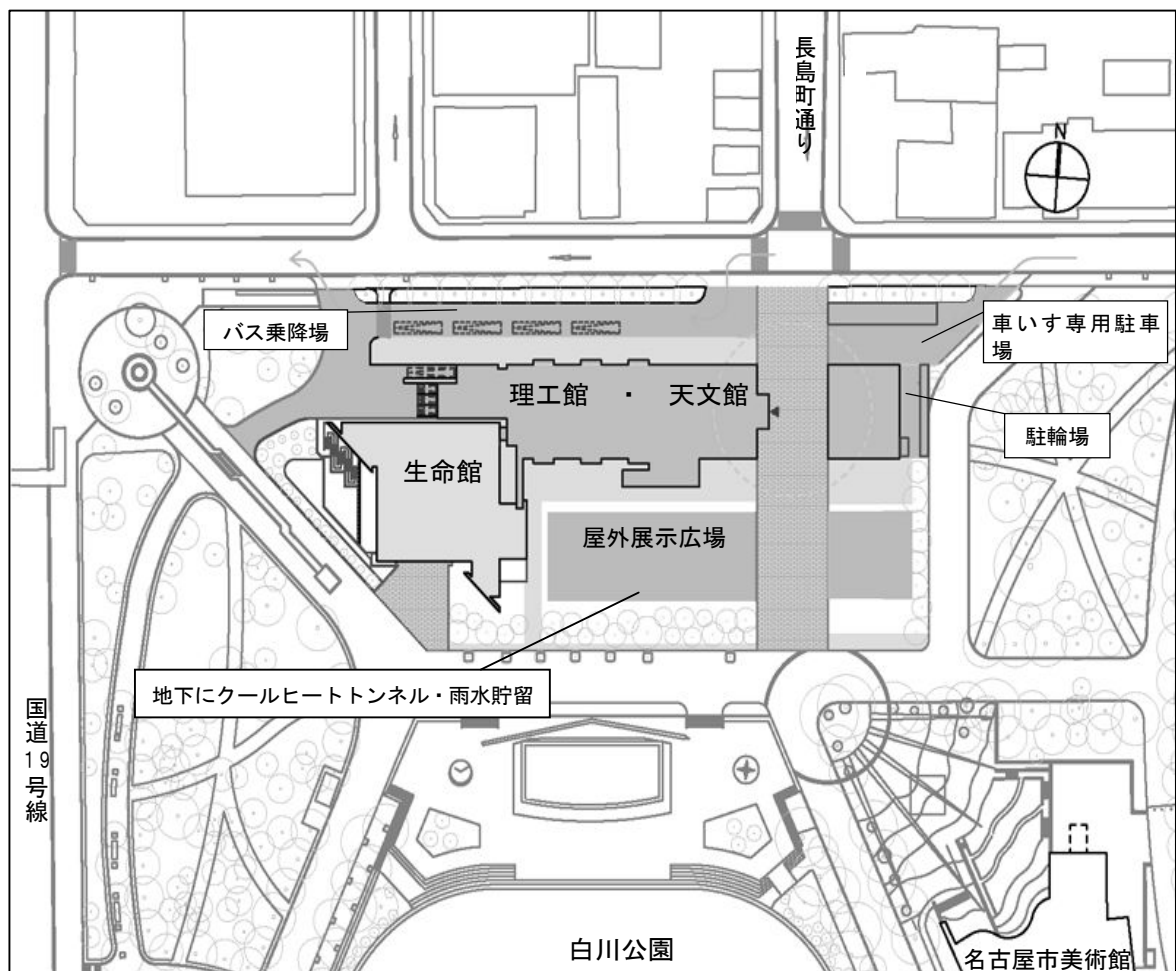 長島町通り
N
バス乗降場
車いす専用駐車
場
理工館 ・ 天文館
駐輪場
生命館
屋外展示広場
地下にクールヒートトンネル・雨水貯留
国道19号線
白川公園
名古屋市美術館